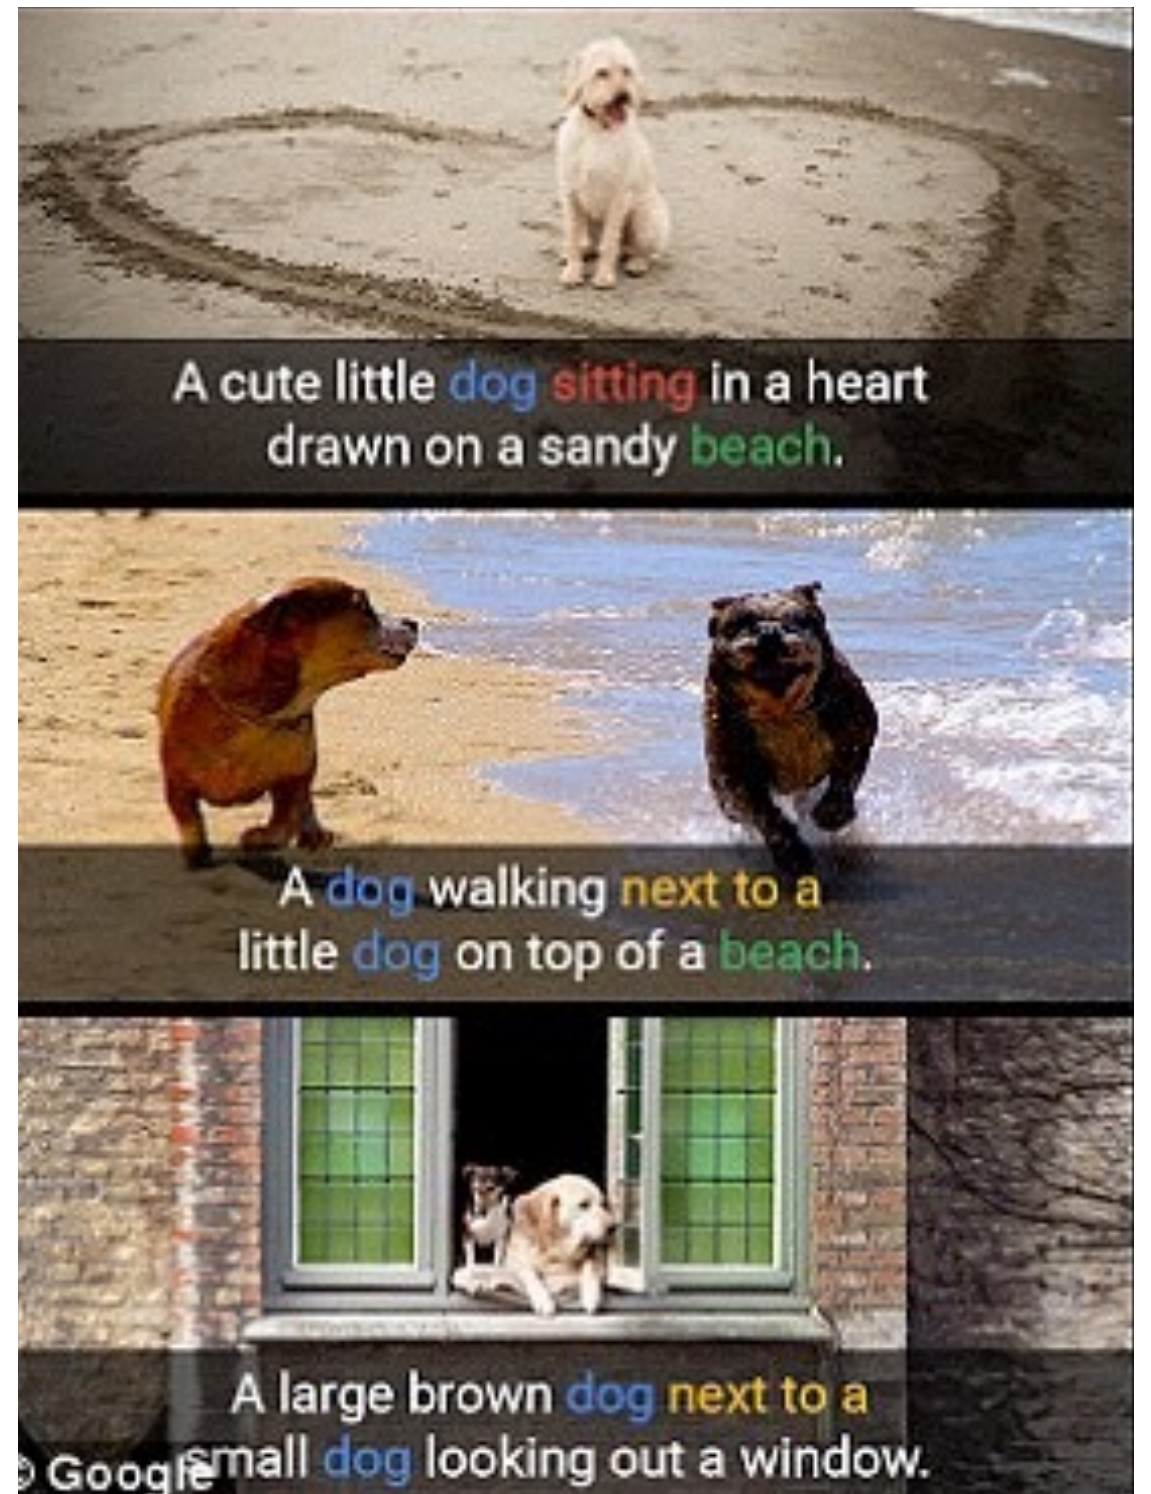 A cute little dog sitting in a heart
drawn on a sandy beach.
A dog walking next to a
little dog on top of a beach.
A large brown dog next to a
small dog looking out a window.
© Google